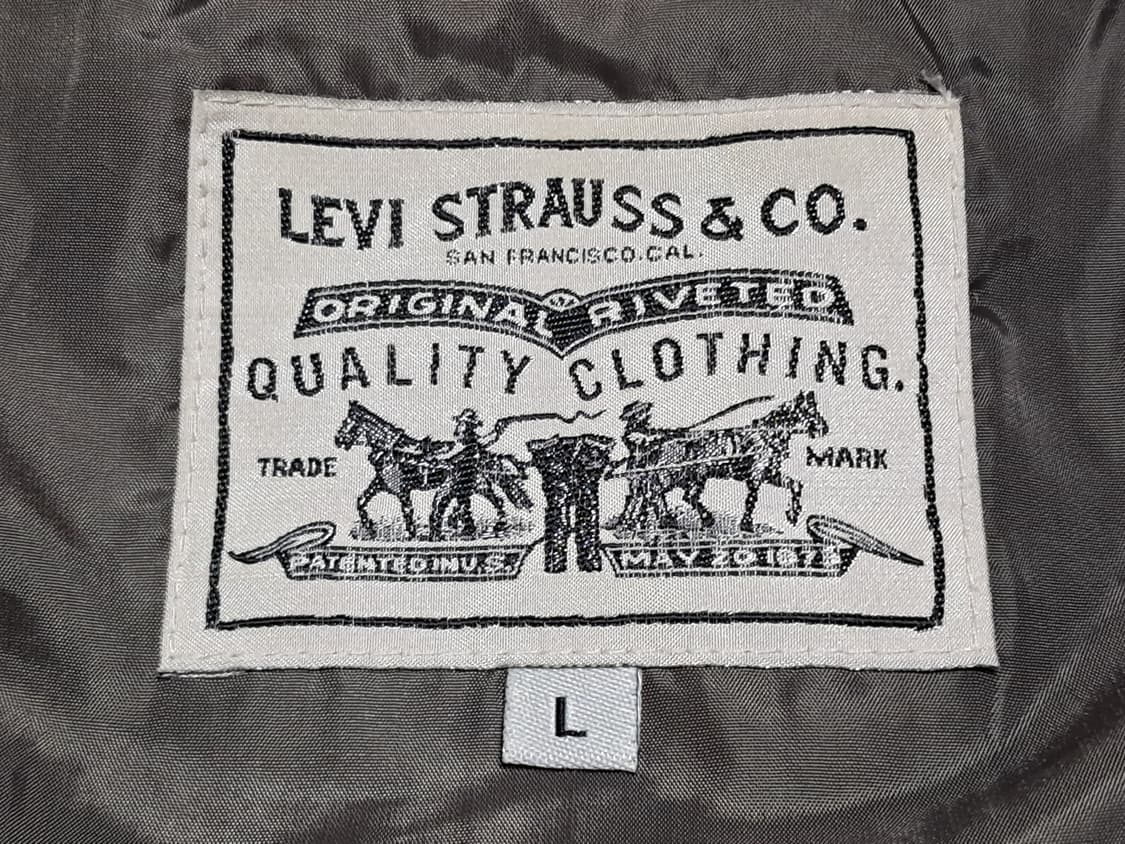 LEVI STRAUSS & CO.
SAN FRANCISCO.CAL.
ORIGINAL RIVETED
QUALITY CLOTHING.
TRADE MARK
PATENTED IN U.S. MAY 20 1873
L